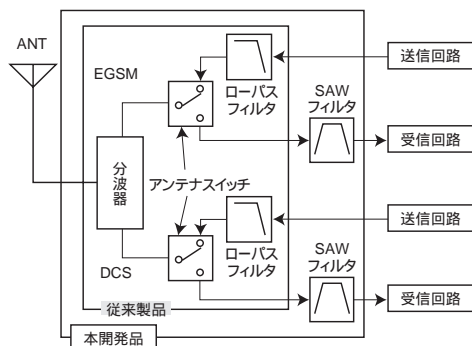 ANT
EGSM
ローパス
フィルタ
送信回路
SAW
フィルタ
受信回路
分波器
アンテナスイッチ
送信回路
ローパス
フィルタ
SAW
フィルタ
DCS
受信回路
従来製品
本開発品